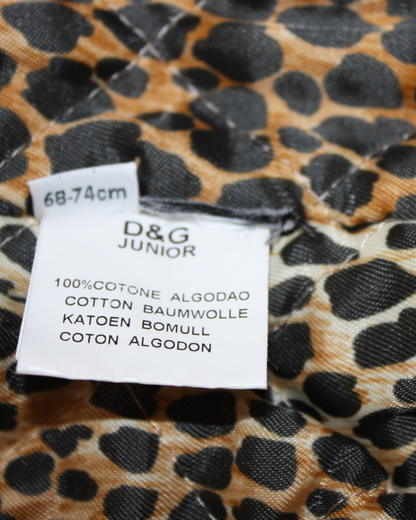 68-74cm
D&G
JUNIOR
100%COTONE ALGODAO
COTTON BAUMWOLLE
KATOEN BOMULL
COTON ALGODON